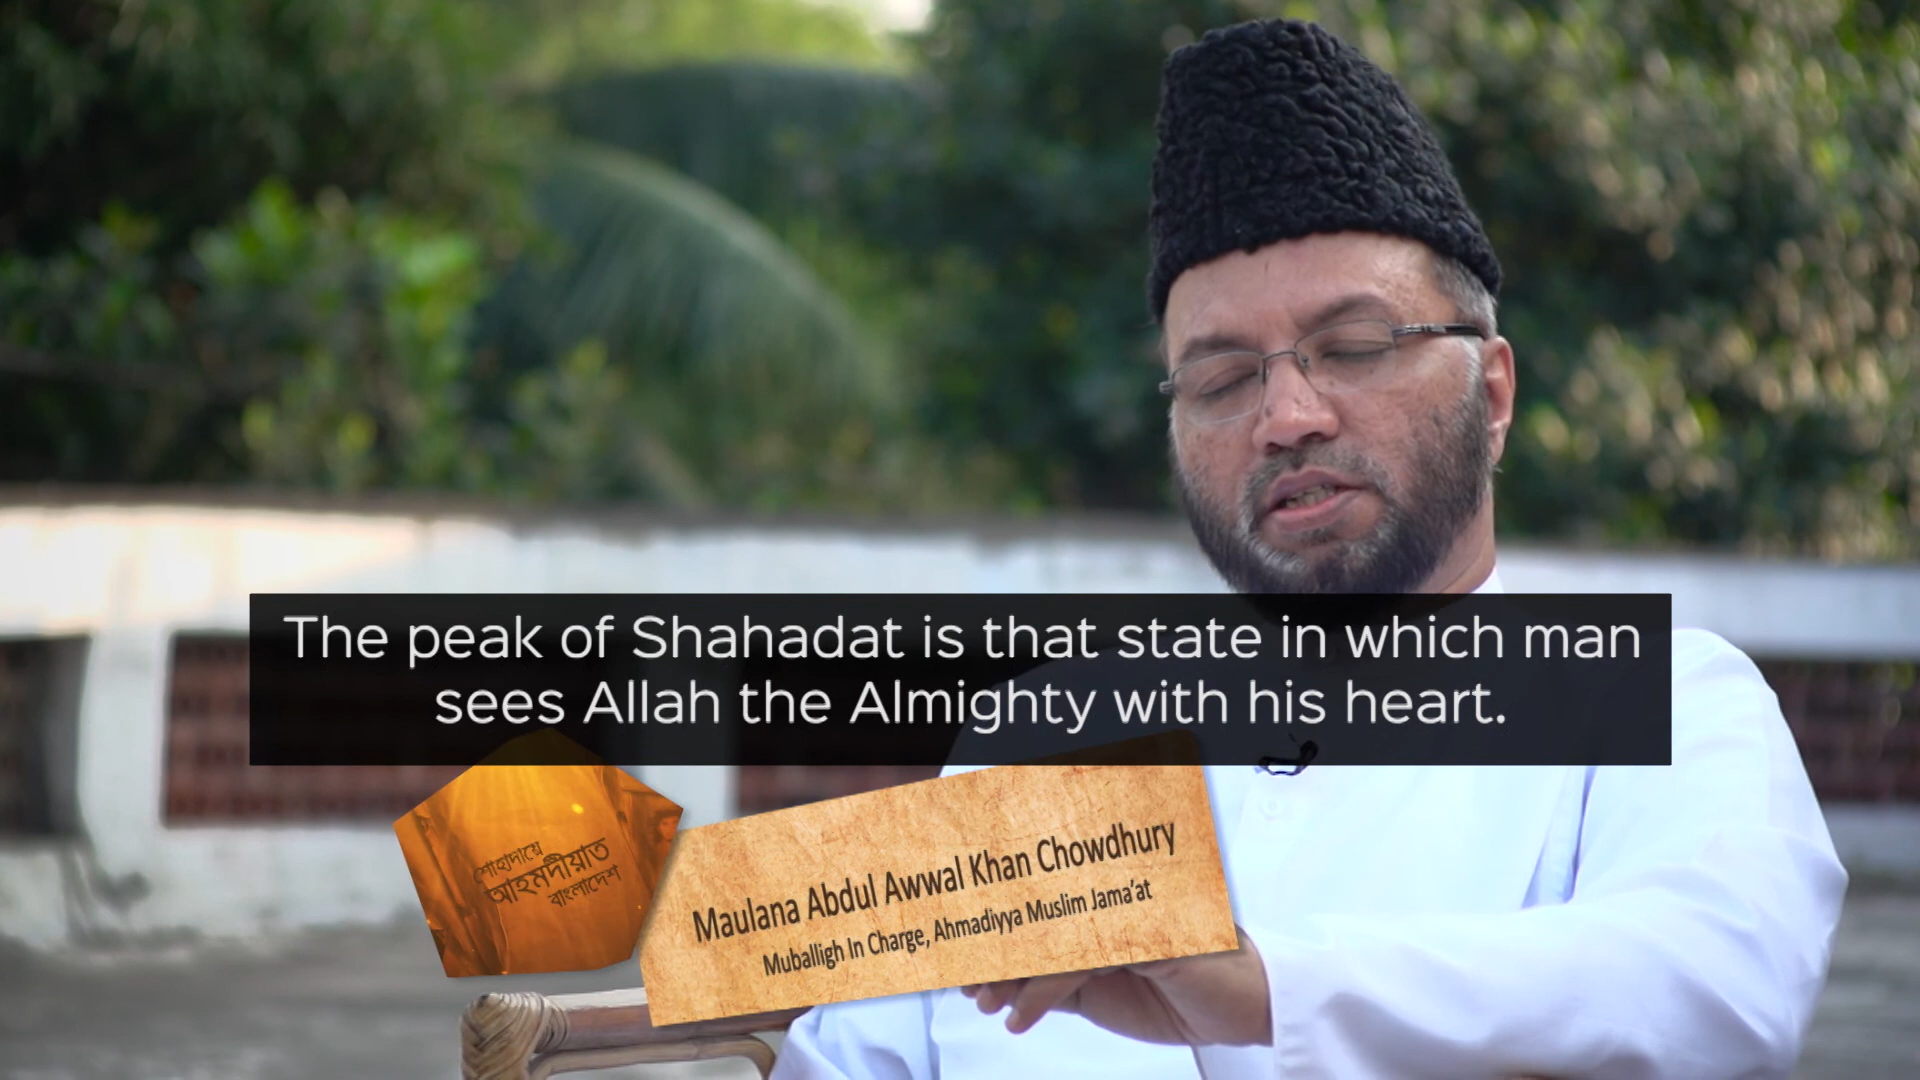 The peak of Shahadat is that state in which man
sees Allah the Almighty with his heart.
শোহাদায়ে
আহমদীয়াত
বাংলাদেশ
Maulana Abdul Awwal Khan Chowdhury
Muballigh In Charge, Ahmadiyya Muslim Jama'at